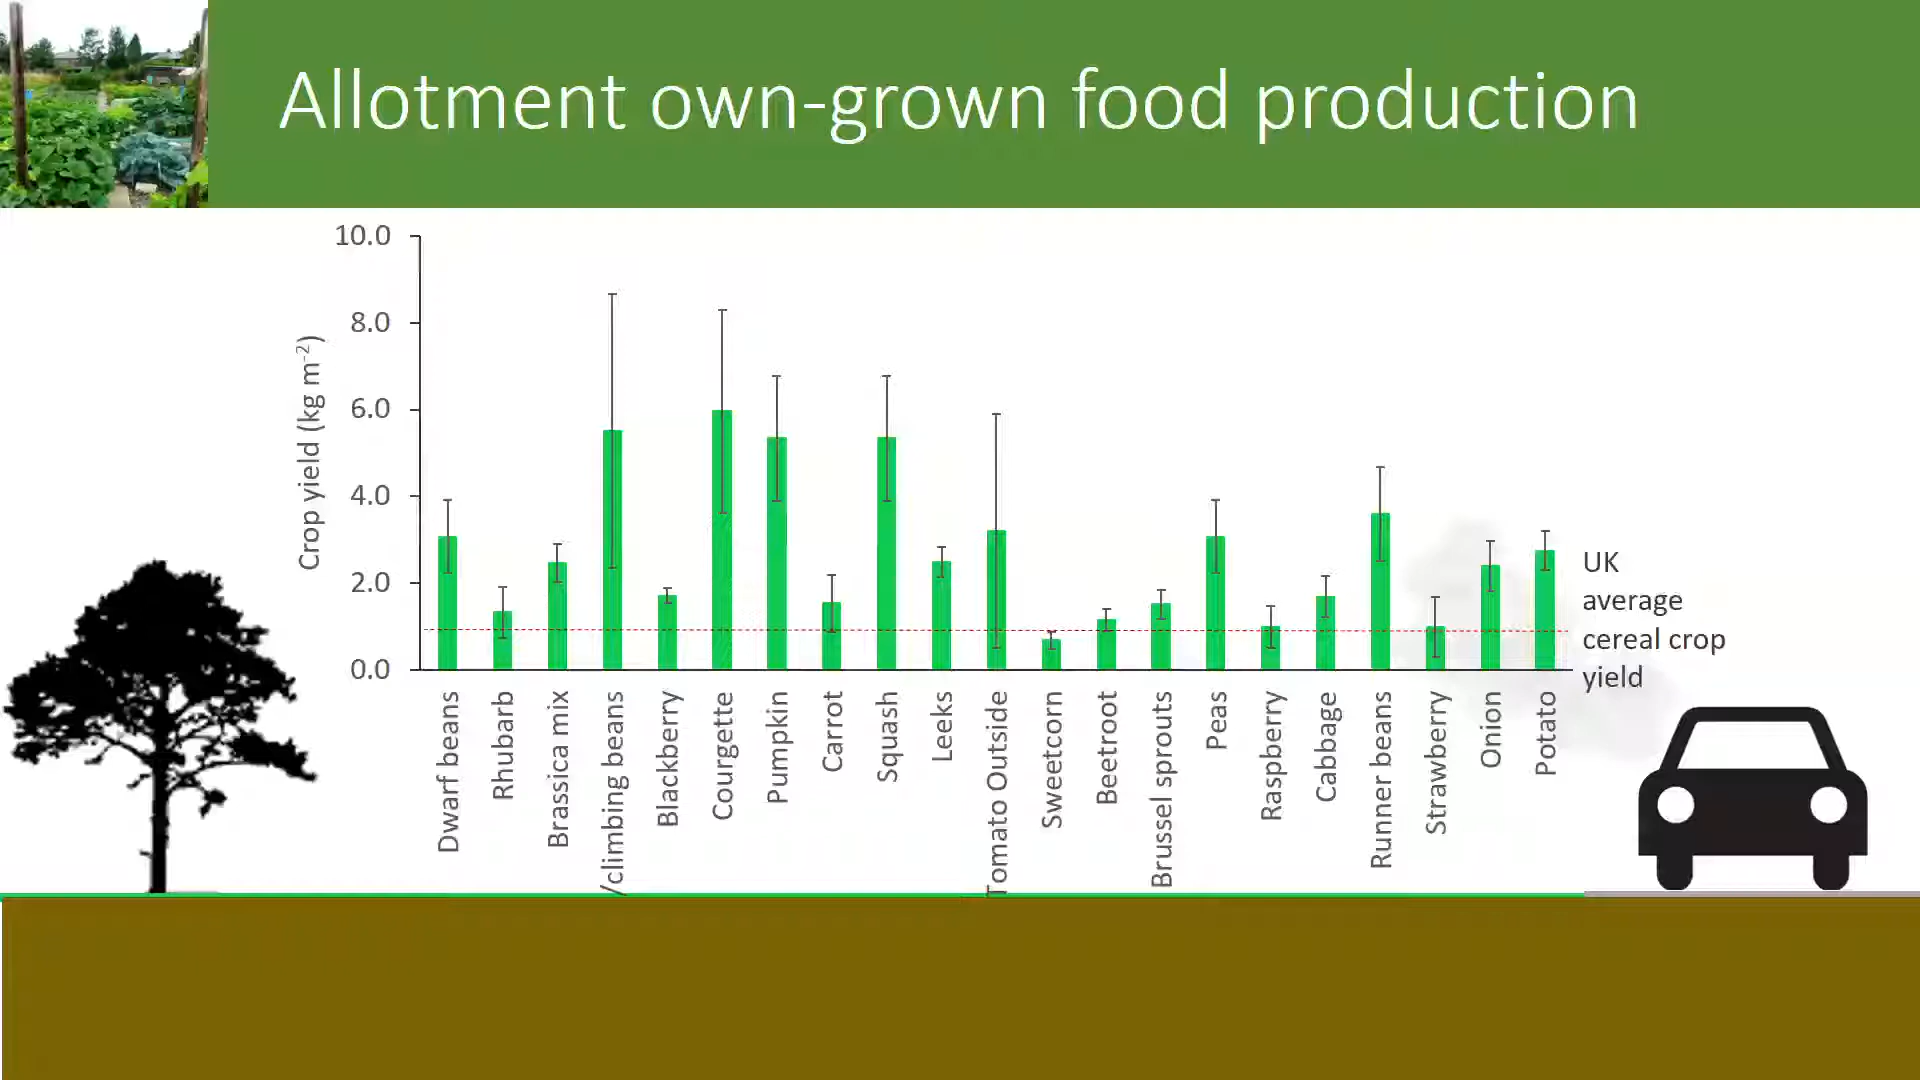 Allotment own-grown food production
10.0
8.0
6.0
4.0
2.0
0.0
Crop yield (kg m⁻²)
UK
average
cereal crop
yield
Dwarf beans
Rhubarb
Brassica mix
/climbing beans
Blackberry
Courgette
Pumpkin
Carrot
Squash
Leeks
Tomato Outside
Sweetcorn
Beetroot
Brussel sprouts
Peas
Raspberry
Cabbage
Runner beans
Strawberry
Onion
Potato